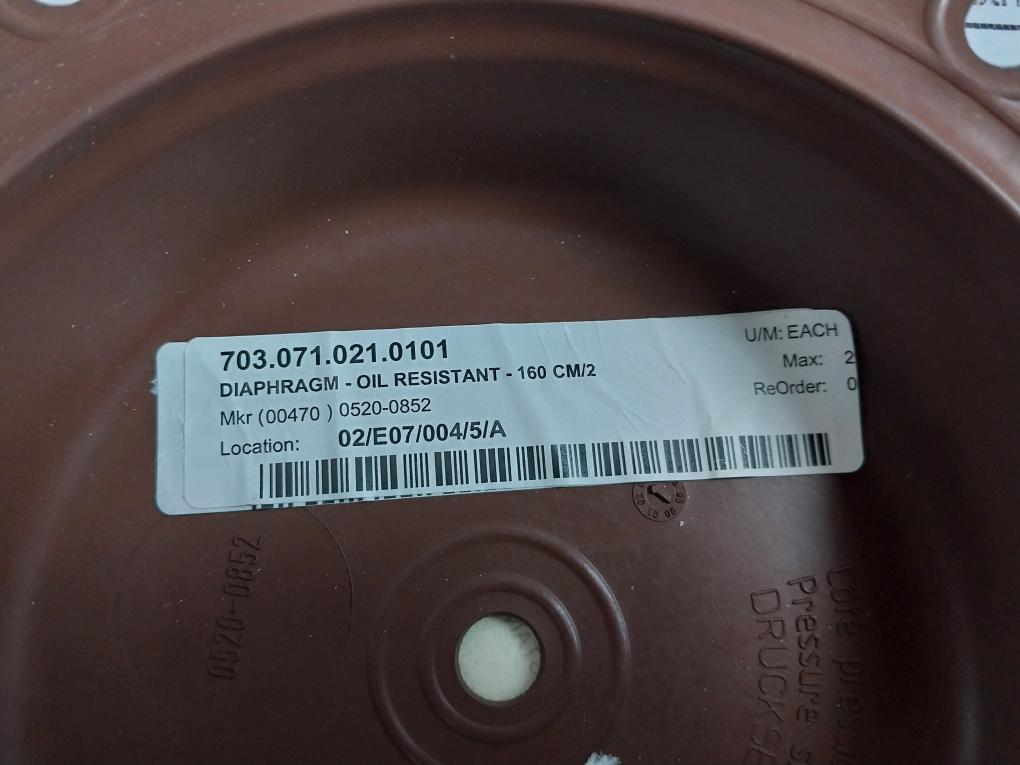 703.071.021.0101
DIAPHRAGM - OIL RESISTANT - 160 CM/2
Mkr (00470 ) 0520-0852
Location: 02/E07/004/5/A
U/M: EACH
Max: 2
ReOrder: 0
0520-0852
Coté
Pressure